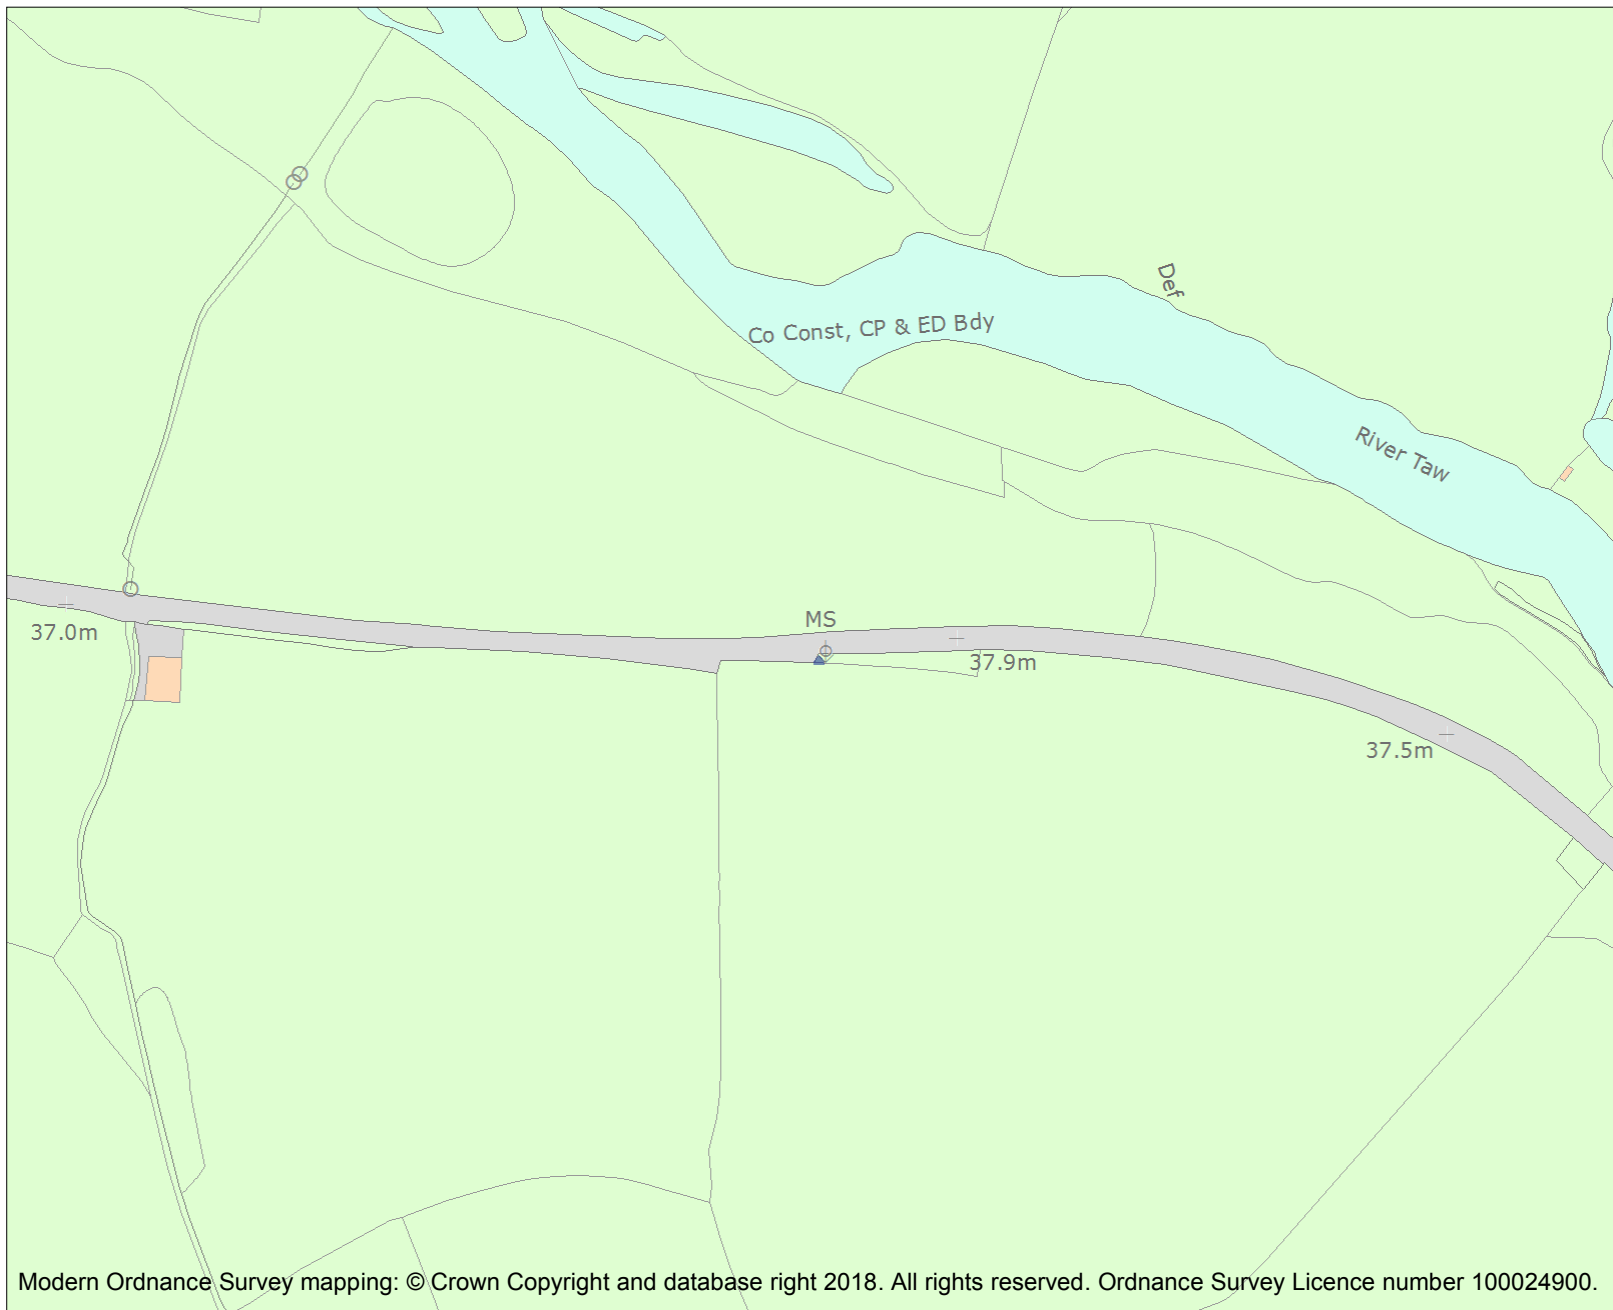 Def
Co Const, CP & ED Bdy
River Taw
MS
37.0m
37.9m
37.5m
Modern Ordnance Survey mapping: © Crown Copyright and database right 2018. All rights reserved. Ordnance Survey Licence number 100024900.